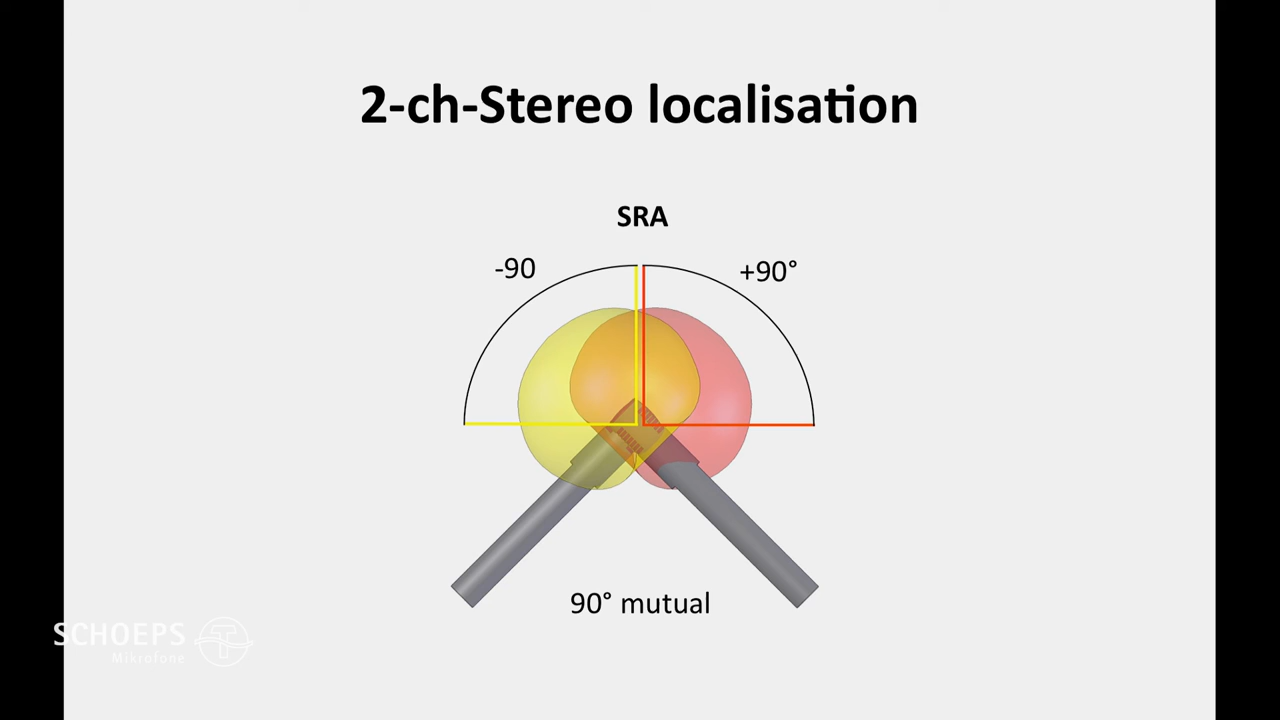 2-ch-Stereo localisation
SRA
-90
+90°
90° mutual
SCHOEPS
Mikrofone